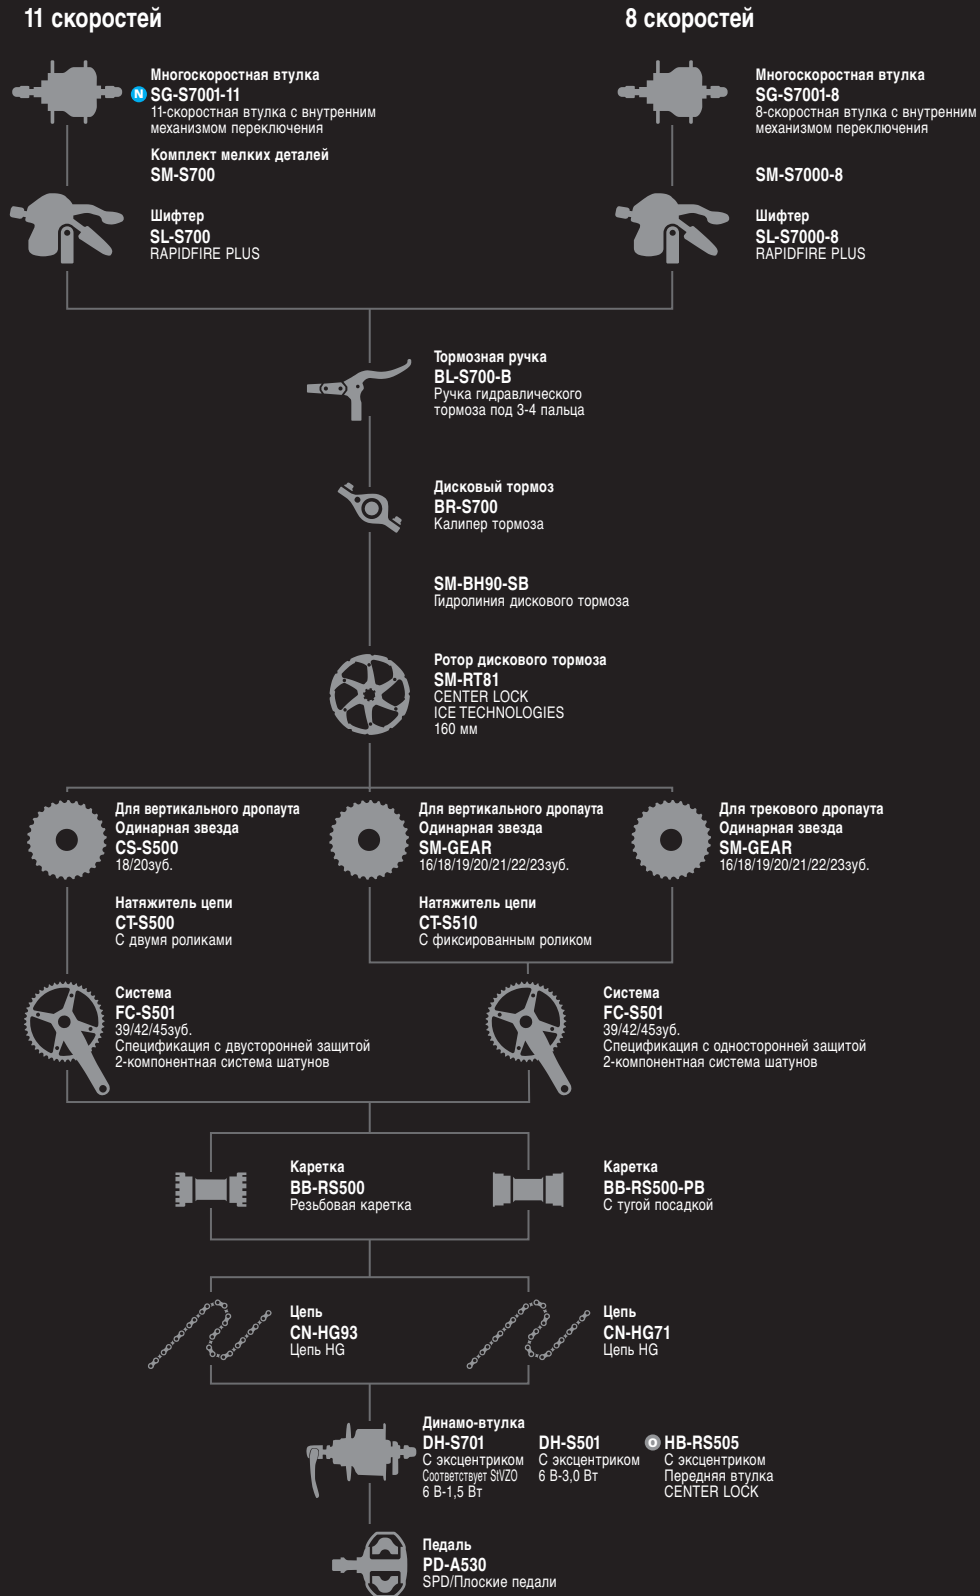 11 скоростей
8 скоростей
Многоскоростная втулка
N SG-S7001-11
11-скоростная втулка с внутренним
механизмом переключения
Комплект мелких деталей
SM-S700
Шифтер
SL-S700
RAPIDFIRE PLUS
Многоскоростная втулка
SG-S7001-8
8-скоростная втулка с внутренним
механизмом переключения
SM-S7000-8
Шифтер
SL-S7000-8
RAPIDFIRE PLUS
Тормозная ручка
BL-S700-B
Ручка гидравлического
тормоза под 3-4 пальца
Дисковый тормоз
BR-S700
Калипер тормоза
SM-BH90-SB
Гидролиния дискового тормоза
Ротор дискового тормоза
SM-RT81
CENTER LOCK
ICE TECHNOLOGIES
160 мм
Для вертикального дропаута
Одинарная звезда
CS-S500
18/20зуб.
Натяжитель цепи
CT-S500
С двумя роликами
Для вертикального дропаута
Одинарная звезда
SM-GEAR
16/18/19/20/21/22/23зуб.
Натяжитель цепи
CT-S510
С фиксированным роликом
Для трекового дропаута
Одинарная звезда
SM-GEAR
16/18/19/20/21/22/23зуб.
Система
FC-S501
39/42/45зуб.
Спецификация с двусторонней защитой
2-компонентная система шатунов
Система
FC-S501
39/42/45зуб.
Спецификация с односторонней защитой
2-компонентная система шатунов
Каретка
BB-RS500
Резьбовая каретка
Каретка
BB-RS500-PB
С тугой посадкой
Цепь
CN-HG93
Цепь HG
Цепь
CN-HG71
Цепь HG
Динамо-втулка
DH-S701
С эксцентриком
Соответствует StVZO
6 В-1,5 Вт
DH-S501
С эксцентриком
6 В-3,0 Вт
O HB-RS505
С эксцентриком
Передняя втулка
CENTER LOCK
Педаль
PD-A530
SPD/Плоские педали